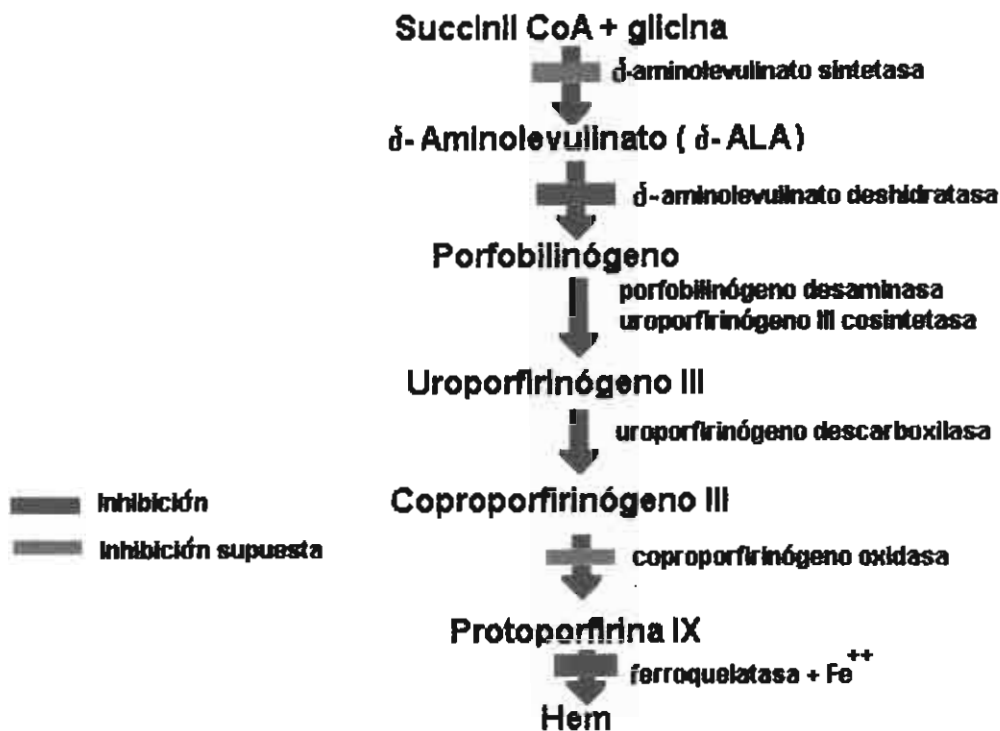 Succinil CoA + glicina
δ-aminolevulinato sintetasa
δ- Aminolevulinato ( δ- ALA )
δ-aminolevulinato deshidratasa
Porfobilinógeno
porfobilinógeno desaminasa
uroporfirinógeno III cosintetasa
Uroporfirinógeno III
uroporfirinógeno descarboxilasa
Coproporfirinógeno III
Inhibición
Inhibición supuesta
coproporfirinógeno oxidasa
Protoporfirina IX
ferroquelatasa + Fe++
Hem